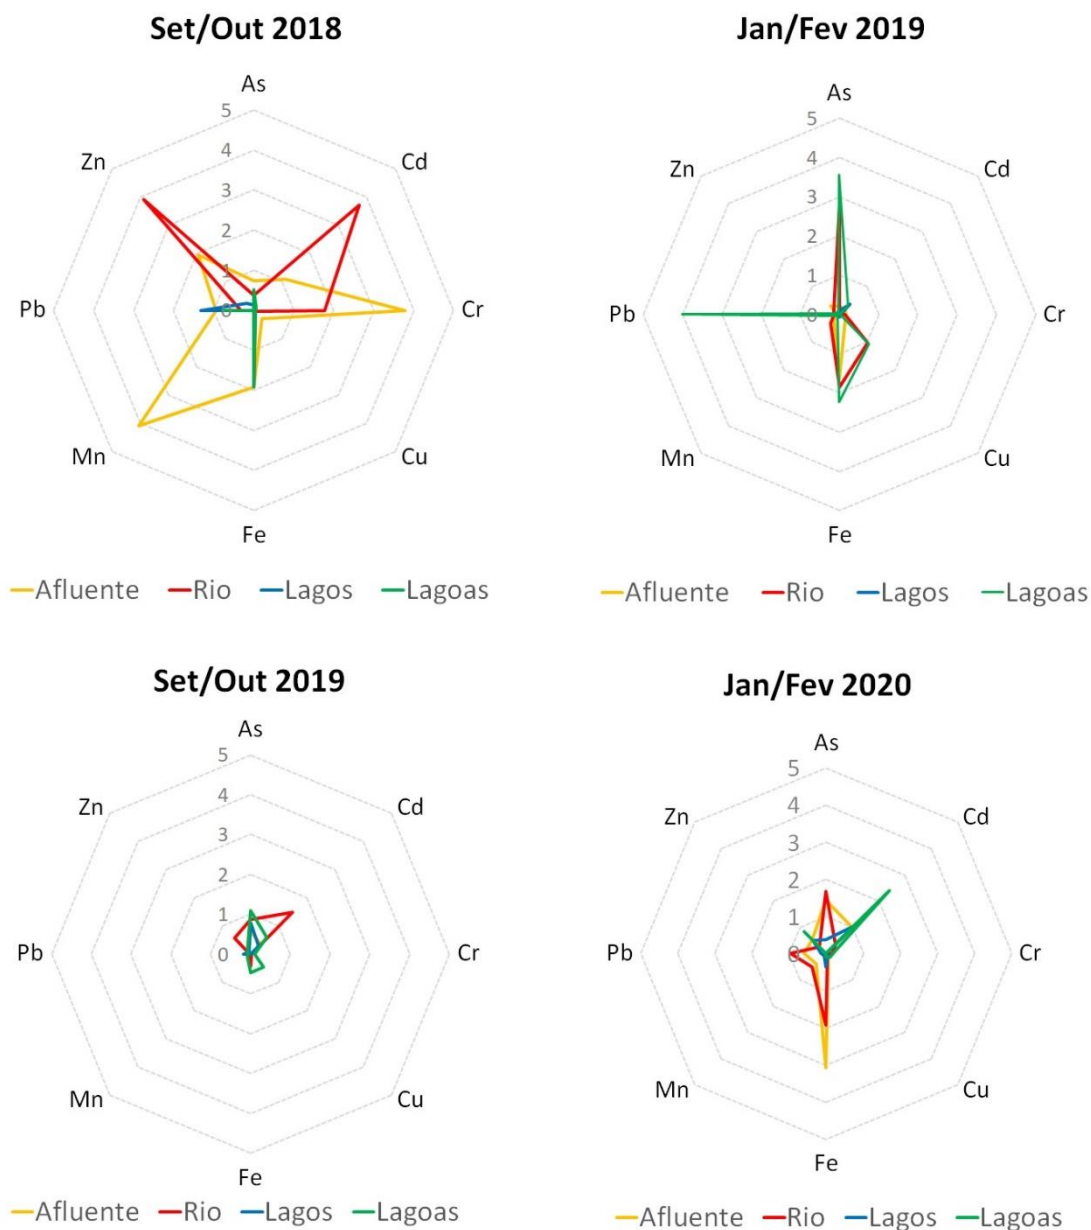 Set/Out 2018
As
5
Zn
4
Cd
3
2
1
Pb
0
Cr
Mn
Cu
Fe
Afluente Rio Lagos Lagoas
Jan/Fev 2019
As
5
Zn
4
Cd
3
2
1
Pb
0
Cr
Mn
Cu
Fe
Afluente Rio Lagos Lagoas
Set/Out 2019
As
5
Zn
4
Cd
3
2
1
Pb
0
Cr
Mn
Cu
Fe
Afluente Rio Lagos Lagoas
Jan/Fev 2020
As
5
Zn
4
Cd
3
2
1
Pb
0
Cr
Mn
Cu
Fe
Afluente Rio Lagos Lagoas